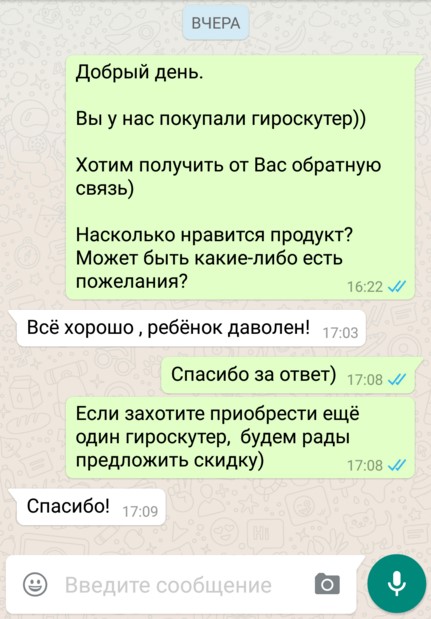 ВЧЕРА
Добрый день.
Вы у нас покупали гироскутер))
Хотим получить от Вас обратную
связь)
Насколько нравится продукт?
Может быть какие-либо есть
пожелания?
16:22
Всё хорошо , ребёнок даволен! 17:03
Спасибо за ответ) 17:08
Если захотите приобрести ещё
один гироскутер, будем рады
предложить скидку)
17:08
Спасибо! 17:09
Введите сообщение